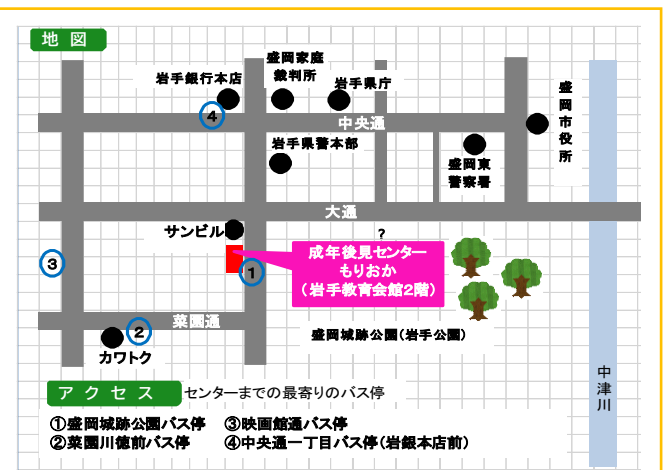 地図
盛岡家庭
裁判所
岩手銀行本店
岩手県庁
盛岡市役所
④
中央通
岩手県警本部
盛岡東
警察署
大通
サンビル
?
③
①
成年後見センター
もりおか
(岩手教育会館2階)
菜園通
②
カワトク
盛岡城跡公園(岩手公園)
中津川
アクセス センターまでの最寄りのバス停
①盛岡城跡公園バス停 ③映画館通バス停
②菜園川徳前バス停 ④中央通一丁目バス停(岩銀本店前)